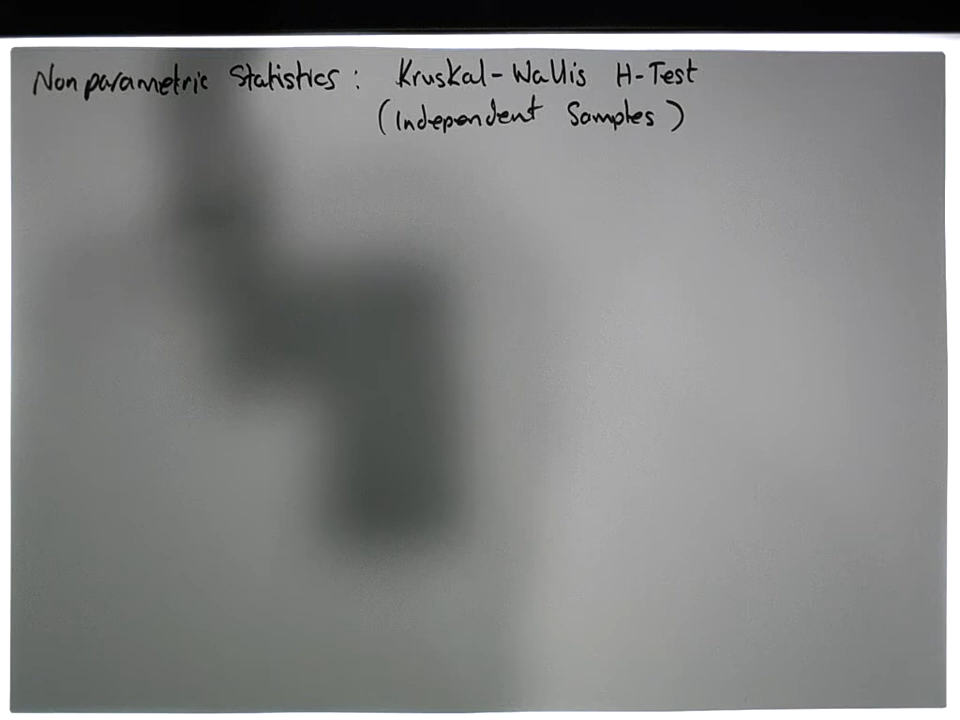 Nonparametric Statistics: Kruskal-Wallis H-Test
(Independent Samples)